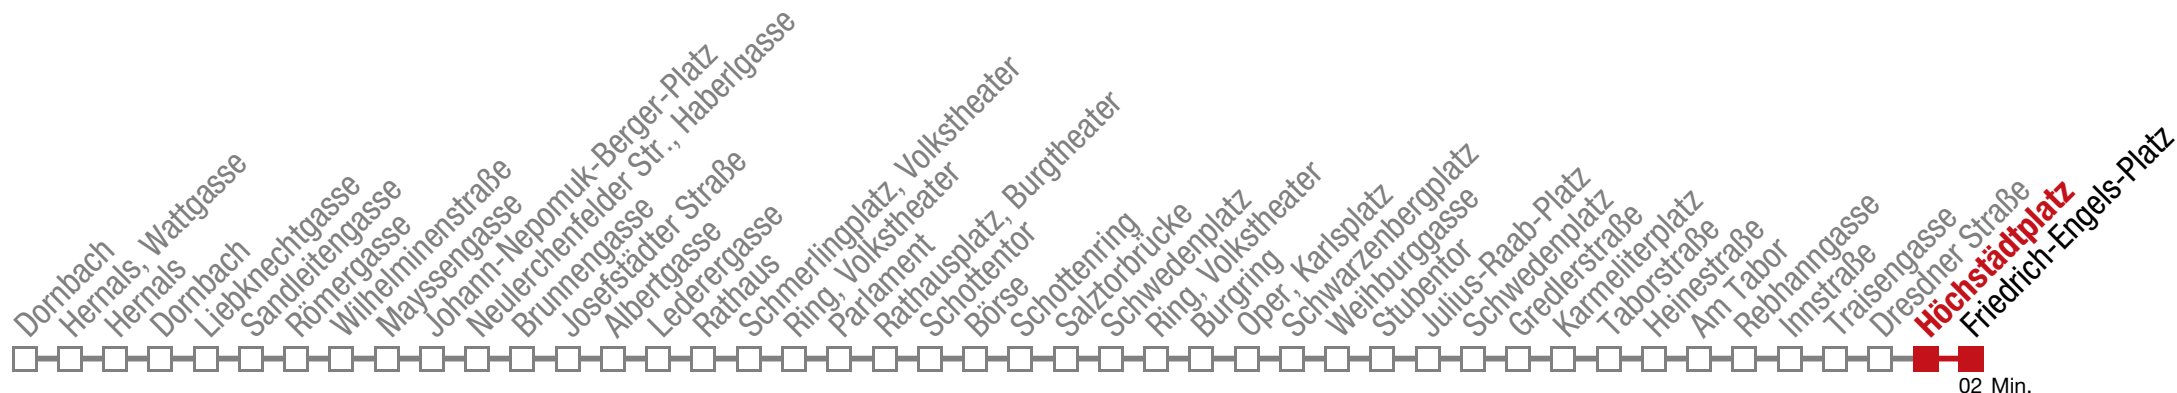 Dornbach
Hernals, Wattgasse
Hernals
Dornbach
Liebknechtgasse
Sandleitengasse
Römergasse
Wilhelminenstraße
Mayssengasse
Johann-Nepomuk-Berger-Platz
Neulerchenfelder Str., Haberlgasse
Brunnengasse
Josefstädter Straße
Albertgasse
Lederergasse
Rathaus
Schmerlingplatz, Volkstheater
Ring, Volkstheater
Parlament
Rathausplatz, Burgtheater
Schottentor
Börse
Schottenring
Salztorbrücke
Schwedenplatz
Ring, Volkstheater
Burgring
Oper, Karlsplatz
Schwarzenbergplatz
Weihburggasse
Stubentor
Julius-Raab-Platz
Schwedenplatz
Gredlerstraße
Karmeliterplatz
Taborstraße
Heinestraße
Am Tabor
Rebhanngasse
Innstraße
Traisengasse
Dresdner Straße
Höchstädtplatz
Friedrich-Engels-Platz
02 Min.